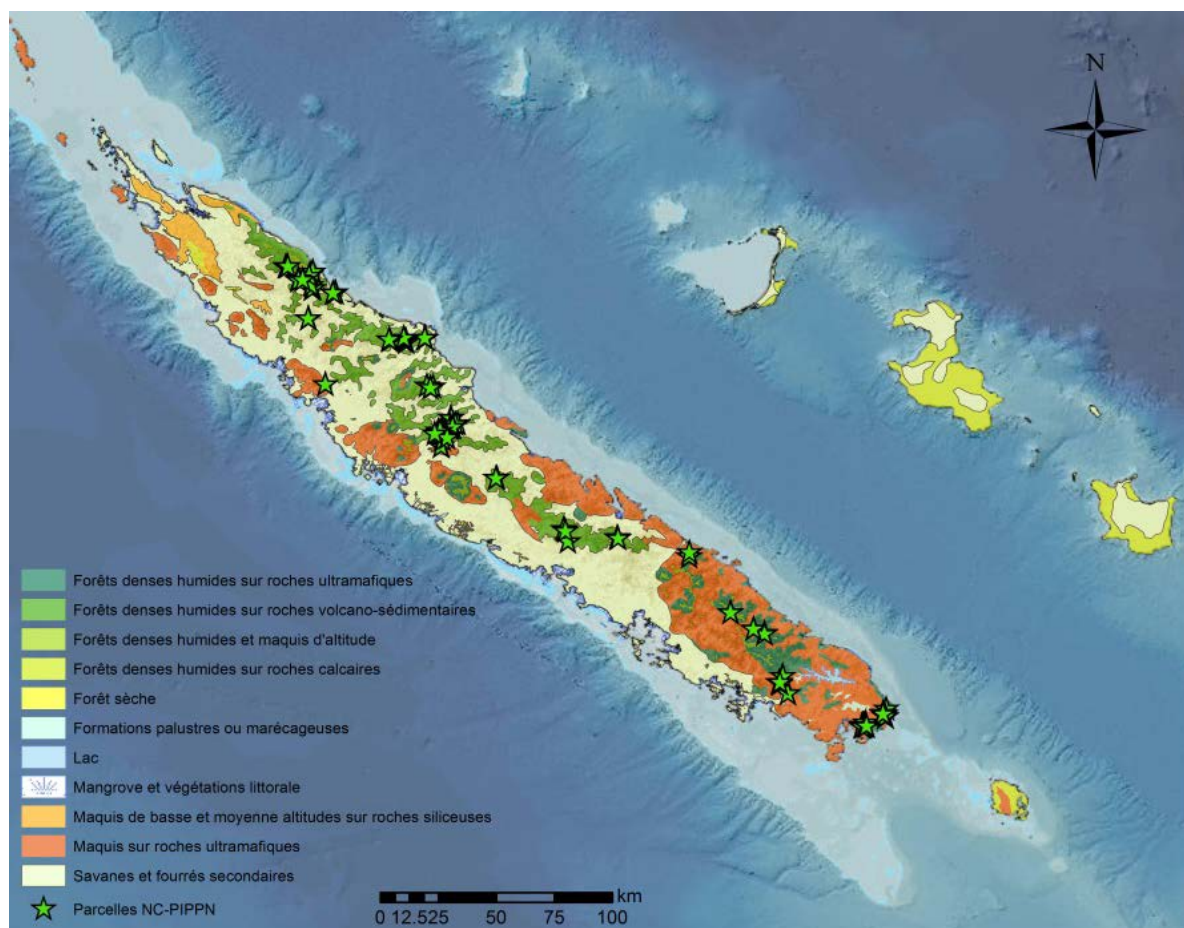 N
Forêts denses humides sur roches ultramafiques
Forêts denses humides sur roches volcano-sédimentaires
Forêts denses humides et maquis d'altitude
Forêts denses humides sur roches calcaires
Forêt sèche
Formations palustres ou marécageuses
Lac
Mangrove et végétations littorale
Maquis de basse et moyenne altitudes sur roches siliceuses
Maquis sur roches ultramafiques
Savanes et fourrés secondaires
Parcelles NC-PIPPN
km
0 12.525 50 75 100